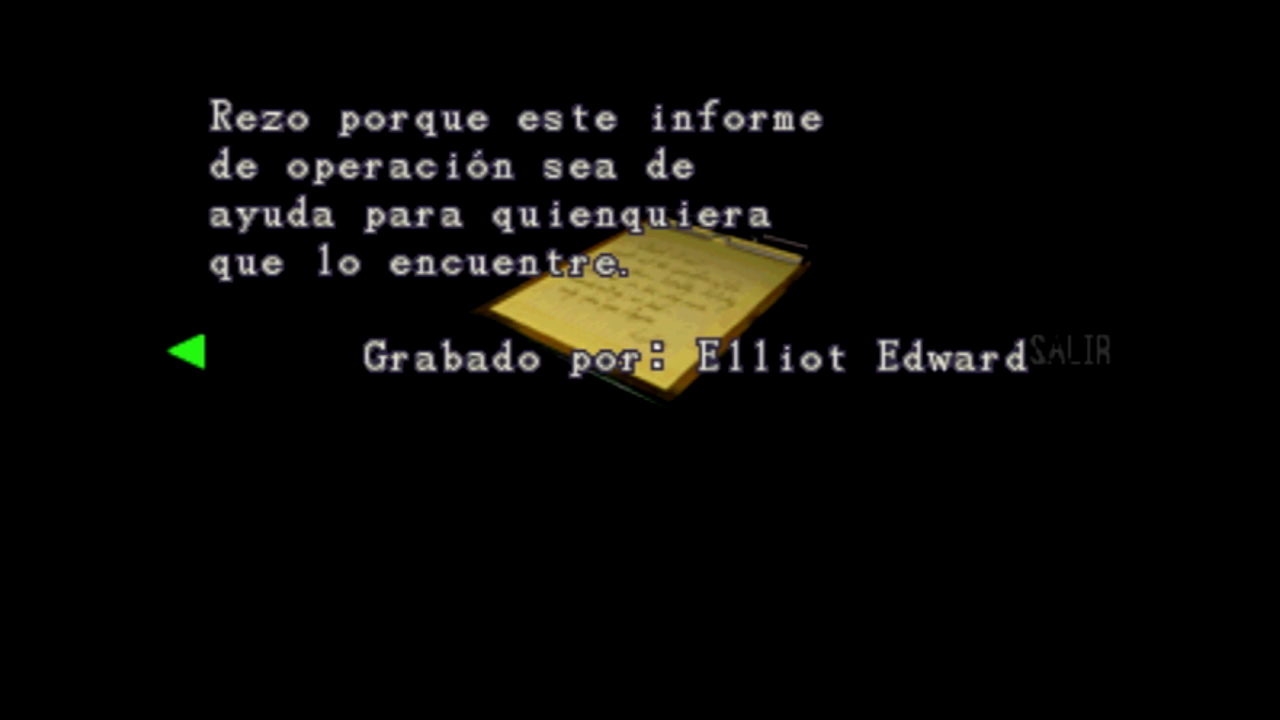 Rezo porque este informe
de operación sea de
ayuda para quienquiera
que lo encuentre.
Grabado por: Elliot Edward
SALIR